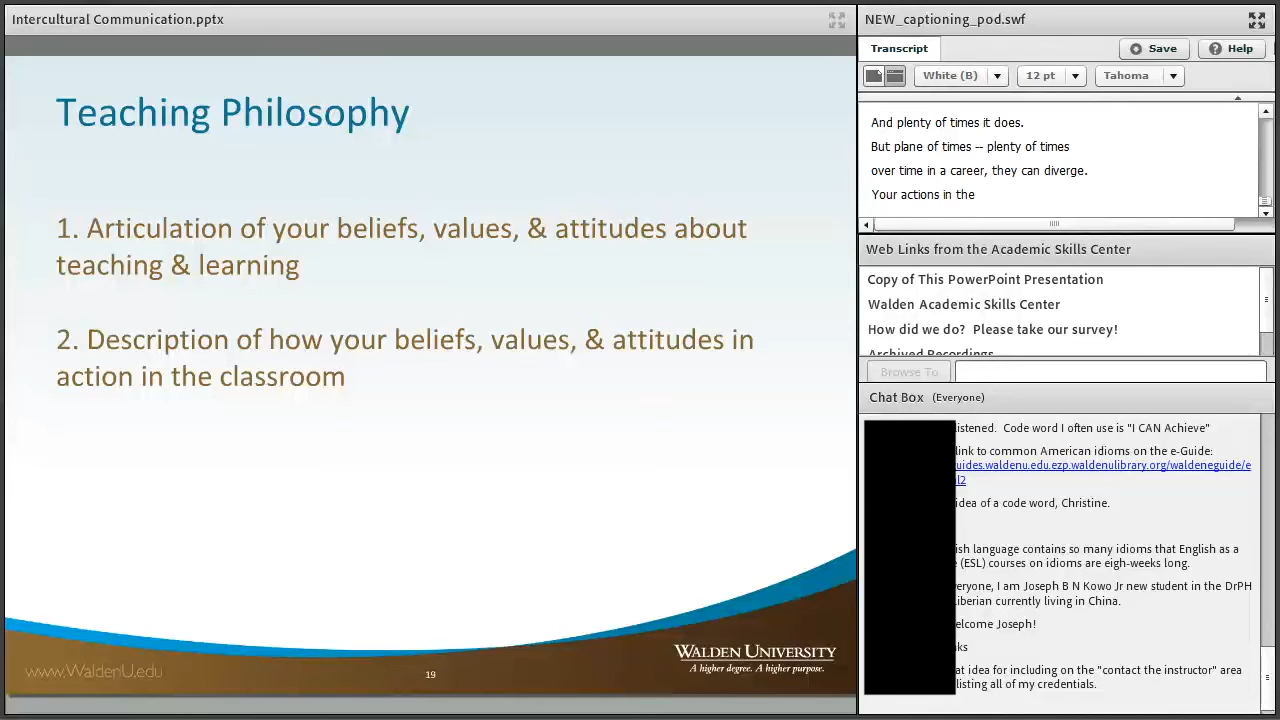 Intercultural Communication.pptx
Teaching Philosophy
1. Articulation of your beliefs, values, & attitudes about
teaching & learning
2. Description of how your beliefs, values, & attitudes in
action in the classroom
www.WaldenU.edu
19
WALDEN UNIVERSITY
A higher degree. A higher purpose.
NEW_captioning_pod.swf
Transcript
Save
Help
White (B)
12 pt
Tahoma
And plenty of times it does.
But plane of times -- plenty of times
over time in a career, they can diverge.
Your actions in the
Web Links from the Academic Skills Center
Copy of This PowerPoint Presentation
Walden Academic Skills Center
How did we do? Please take our survey!
Archived Recordings
Browse To
Chat Box (Everyone)
listened. Code word I often use is "I CAN Achieve"
link to common American idioms on the e-Guide:
uides.waldenu.edu.ezp.waldenulibrary.org/waldeneguide/e
l2
idea of a code word, Christine.
ish language contains so many idioms that English as a
(ESL) courses on idioms are eigh-weeks long.
eryone, I am Joseph B N Kowo Jr new student in the DrPH
Liberian currently living in China.
elcome Joseph!
ks
at idea for including on the "contact the instructor" area
listing all of my credentials.